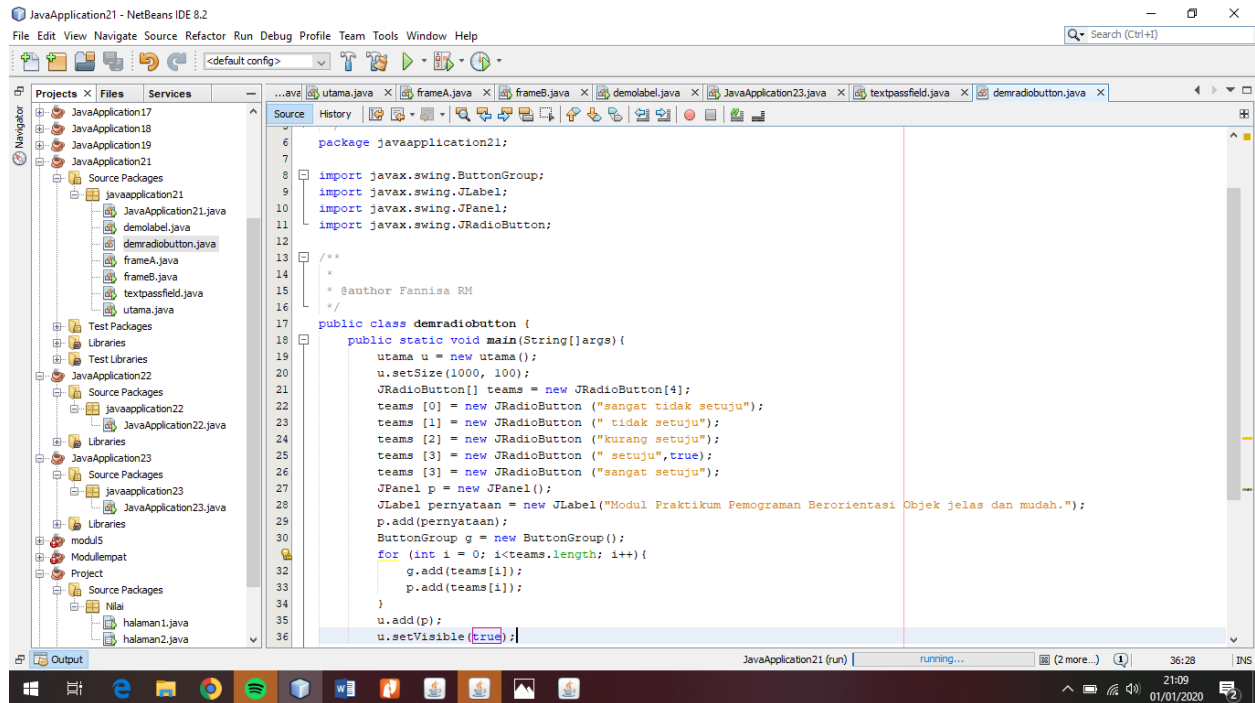 JavaApplication21 - NetBeans IDE 8.2
File Edit View Navigate Source Refactor Run Debug Profile Team Tools Window Help
Search (Ctrl+I)
<default config>
Projects Files Services
...ava utama.java frameA.java frameB.java demolabel.java JavaApplication23.java textpassfield.java demradiobutton.java
Navigator
Source History
JavaApplication17
JavaApplication18
JavaApplication19
JavaApplication21
Source Packages
javaapplication21
JavaApplication21.java
demolabel.java
demradiobutton.java
frameA.java
frameB.java
textpassfield.java
utama.java
Test Packages
Libraries
Test Libraries
JavaApplication22
Source Packages
javaapplication22
JavaApplication22.java
Libraries
JavaApplication23
Source Packages
javaapplication23
JavaApplication23.java
Libraries
modul5
Modullempat
Project
Source Packages
Nilai
halaman1.java
halaman2.java
6 package javaapplication21;
7
8 import javax.swing.ButtonGroup;
9 import javax.swing.JLabel;
10 import javax.swing.JPanel;
11 import javax.swing.JRadioButton;
12
13 /**
14 *
15 * @author Fannisa RM
16 */
17 public class demradiobutton {
18 public static void main(String[]args){
19 utama u = new utama();
20 u.setSize(1000, 100);
21 JRadioButton[] teams = new JRadioButton[4];
22 teams [0] = new JRadioButton ("sangat tidak setuju");
23 teams [1] = new JRadioButton (" tidak setuju");
24 teams [2] = new JRadioButton ("kurang setuju");
25 teams [3] = new JRadioButton (" setuju",true);
26 teams [3] = new JRadioButton ("sangat setuju");
27 JPanel p = new JPanel();
28 JLabel pernyataan = new JLabel("Modul Praktikum Pemograman Berorientasi Objek jelas dan mudah.");
29 p.add(pernyataan);
30 ButtonGroup g = new ButtonGroup();
for (int i = 0; i<teams.length; i++){
32 g.add(teams[i]);
33 p.add(teams[i]);
34 }
35 u.add(p);
36 u.setVisible(true);
Output
JavaApplication21 (run) running... (2 more...) 1 36:28 INS
21:09
01/01/2020
2